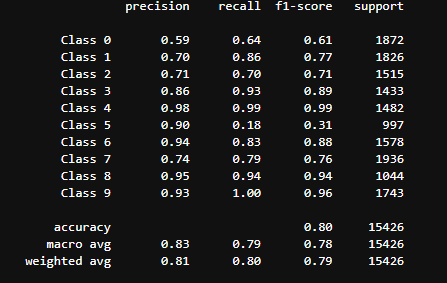 precision recall f1-score support
Class 0 0.59 0.64 0.61 1872
Class 1 0.70 0.86 0.77 1826
Class 2 0.71 0.70 0.71 1515
Class 3 0.86 0.93 0.89 1433
Class 4 0.98 0.99 0.99 1482
Class 5 0.90 0.18 0.31 997
Class 6 0.94 0.83 0.88 1578
Class 7 0.74 0.79 0.76 1936
Class 8 0.95 0.94 0.94 1044
Class 9 0.93 1.00 0.96 1743
accuracy 0.80 15426
macro avg 0.83 0.79 0.78 15426
weighted avg 0.81 0.80 0.79 15426